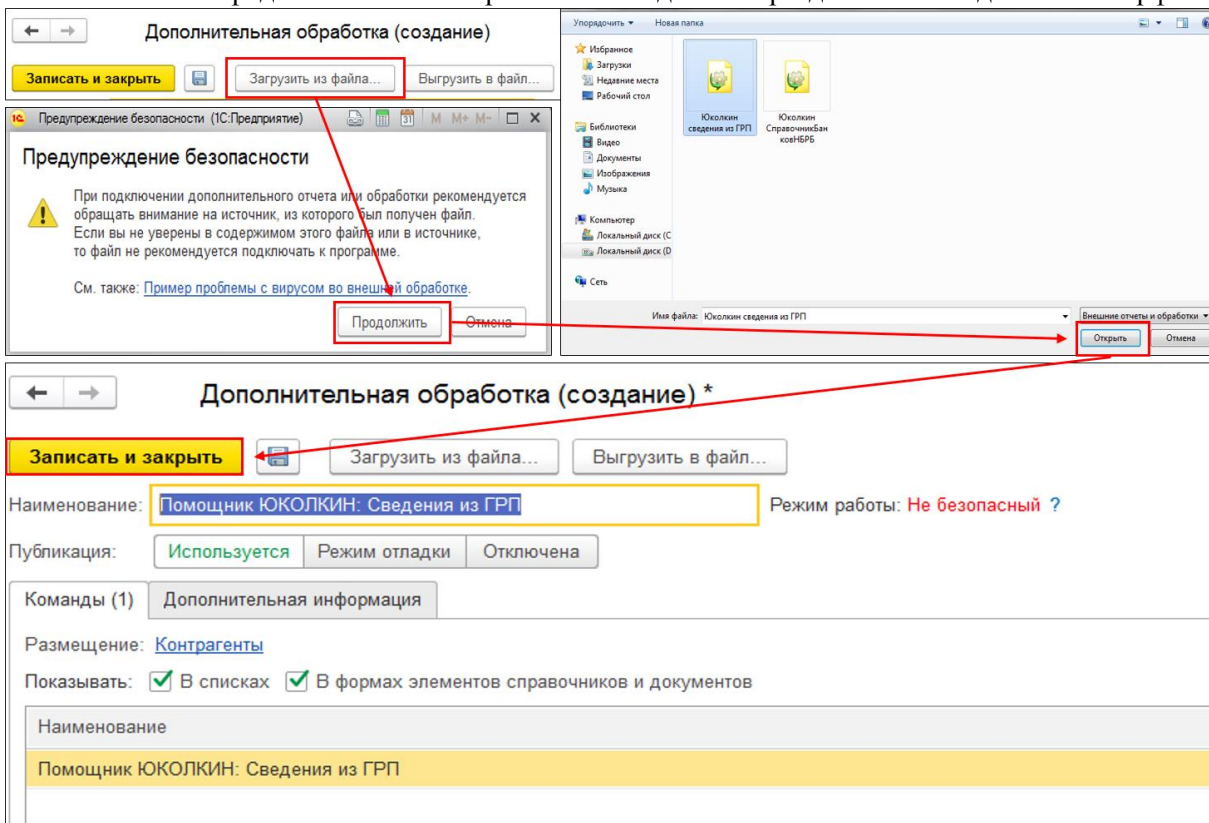 Дополнительная обработка (создание)
Записать и закрыть Загрузить из файла... Выгрузить в файл...
Предупреждение безопасности (1С:Предприятие) M M+ M-
Предупреждение безопасности
При подключении дополнительного отчета или обработки рекомендуется
обращать внимание на источник, из которого был получен файл.
Если вы не уверены в содержимом этого файла или в источнике,
то файл не рекомендуется подключать к программе.
См. также: Пример проблемы с вирусом во внешней обработке.
Продолжить Отмена
Упорядочить Новая папка
Избранное
Загрузки
Недавние места
Рабочий стол
Библиотеки
Видео
Документы
Изображения
Музыка
Компьютер
Локальный диск (C
Локальный диск (D
Сеть
Юколкин
сведения из ГРП
Юколкин
СправочникБан
ковНБРБ
Имя файла: Юколкин сведения из ГРП Внешние отчеты и обработки
Открыть Отмена
Дополнительная обработка (создание) *
Записать и закрыть Загрузить из файла... Выгрузить в файл...
Наименование: Помощник ЮКОЛКИН: Сведения из ГРП Режим работы: Не безопасный ?
Публикация: Используется Режим отладки Отключена
Команды (1) Дополнительная информация
Размещение: Контрагенты
Показывать: В списках В формах элементов справочников и документов
Наименование
Помощник ЮКОЛКИН: Сведения из ГРП